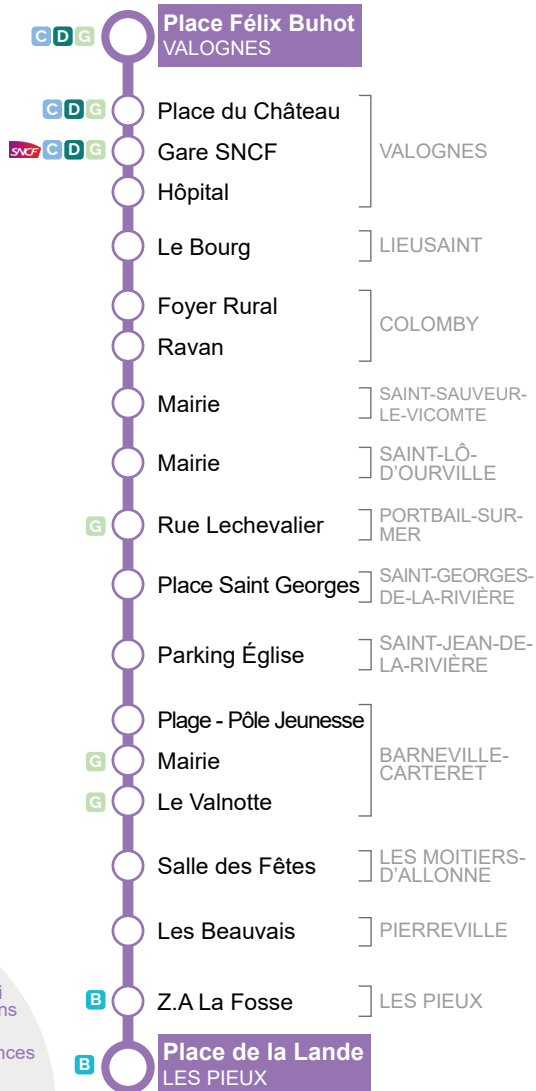 C D G Place Félix Buhot
VALOGNES
C D G Place du Château
SNCF C D G Gare SNCF
Hôpital
VALOGNES
Le Bourg
LIEUSAINT
Foyer Rural
Ravan
COLOMBY
Mairie
SAINT-SAUVEUR-
LE-VICOMTE
Mairie
SAINT-LÔ-
D'OURVILLE
G Rue Lechevalier
PORTBAIL-SUR-
MER
Place Saint Georges
SAINT-GEORGES-
DE-LA-RIVIÈRE
Parking Église
SAINT-JEAN-DE-
LA-RIVIÈRE
Plage - Pôle Jeunesse
G Mairie
G Le Valnotte
BARNEVILLE-
CARTERET
Salle des Fêtes
LES MOITIERS-
D'ALLONNE
Les Beauvais
PIERREVILLE
B Z.A La Fosse
LES PIEUX
B Place de la Lande
LES PIEUX